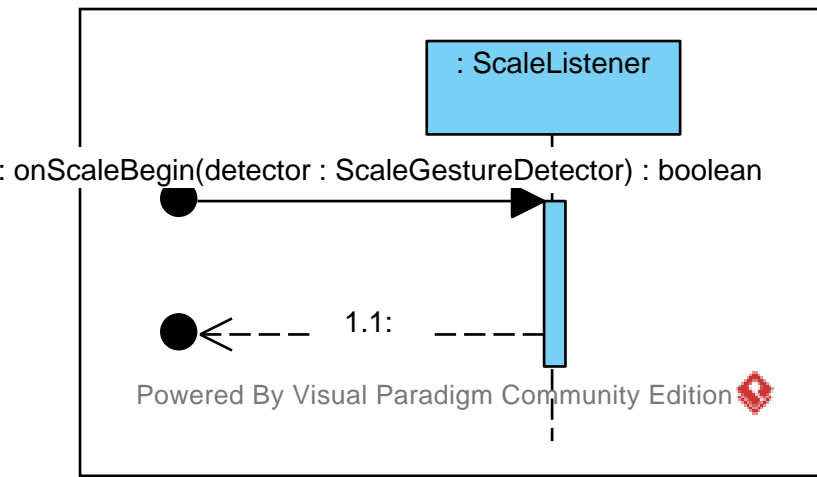 : ScaleListener
: onScaleBegin(detector : ScaleGestureDetector) : boolean
1.1:
Powered By Visual Paradigm Community Edition